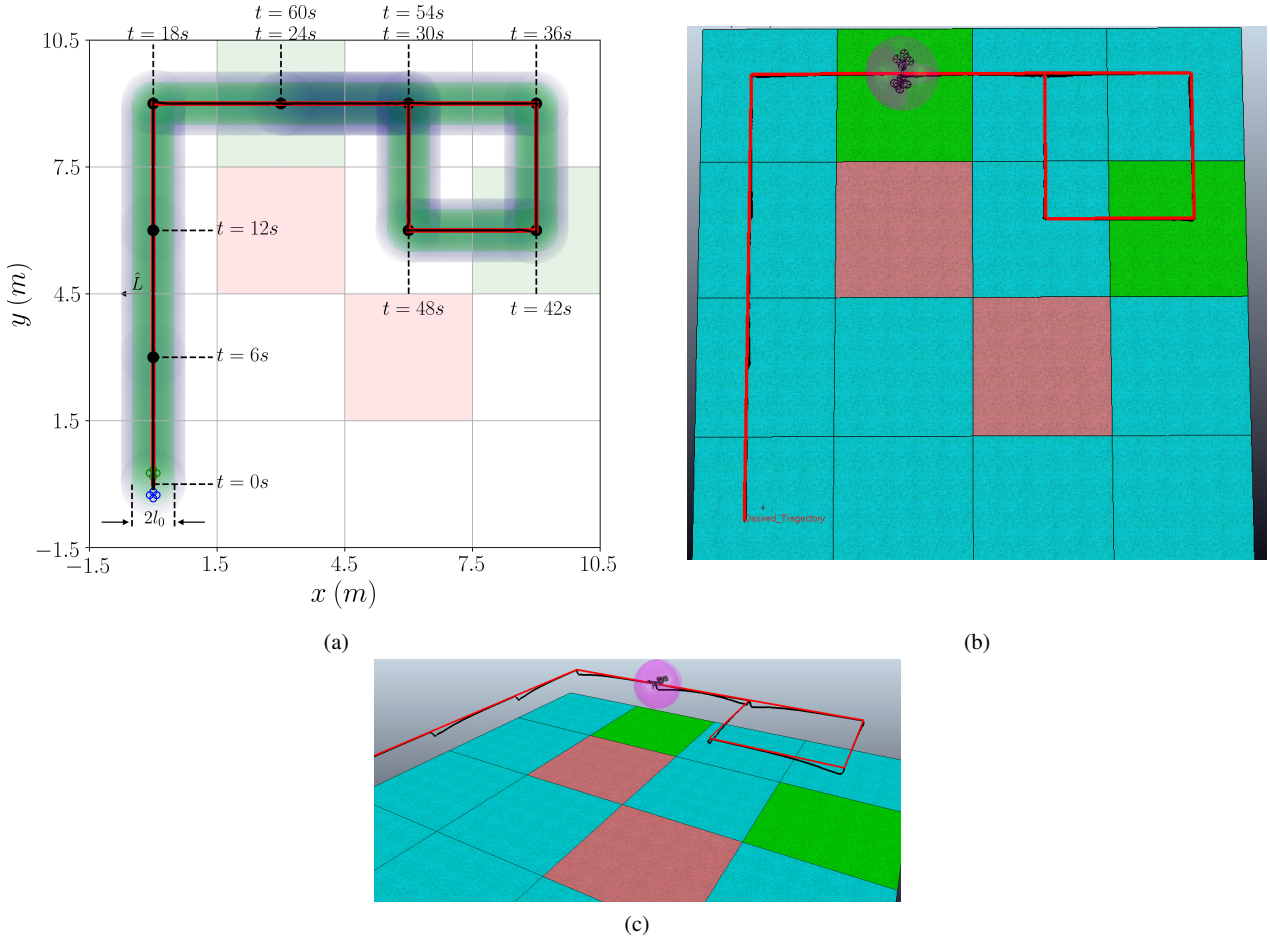 t = 60s t = 54s
t = 18s t = 24s t = 30s t = 36s
10.5
7.5
t = 12s
L̂
4.5
t = 48s t = 42s
y (m)
t = 6s
1.5
t = 0s
2l₀
−1.5
−1.5 1.5 4.5 7.5 10.5
x (m)
Desired_Trajectory
(a) (b)
(c)